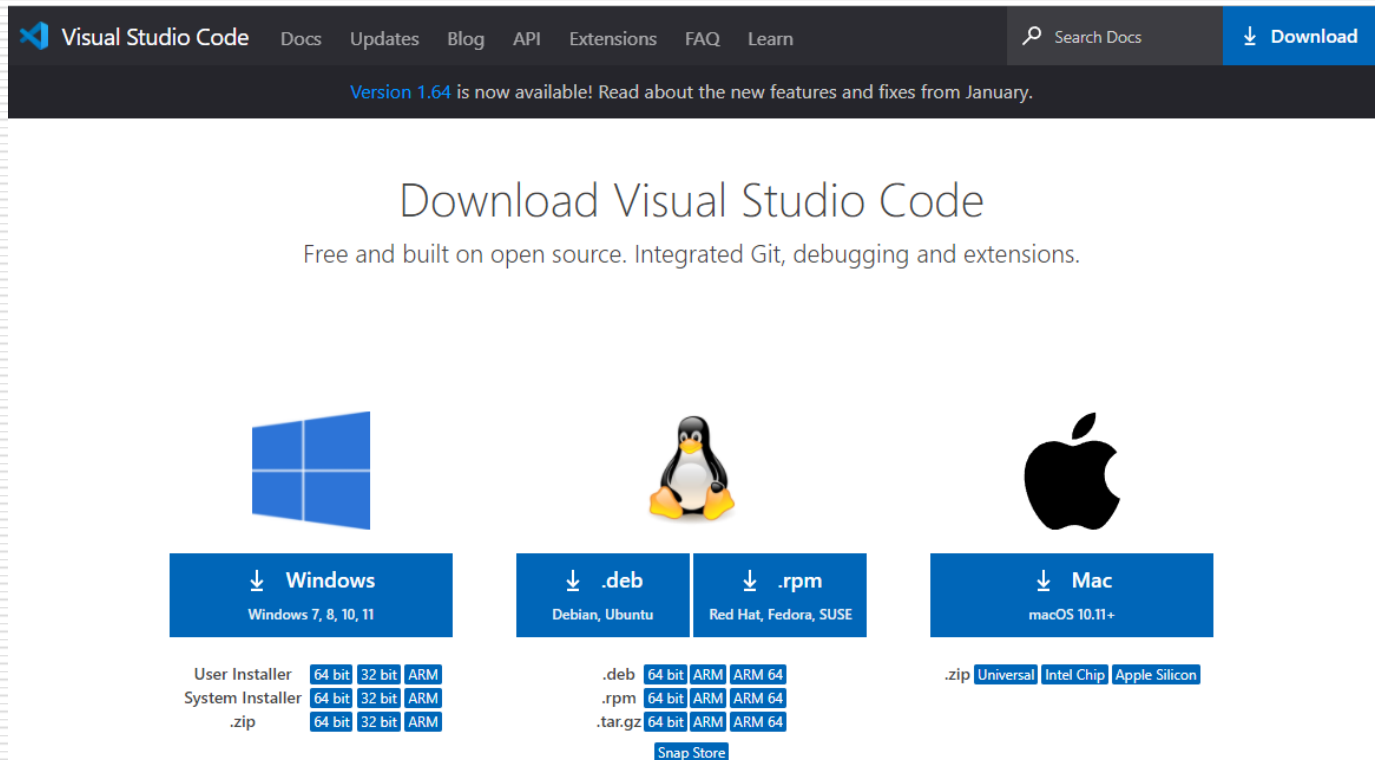 Visual Studio Code Docs Updates Blog API Extensions FAQ Learn Search Docs Download
Version 1.64 is now available! Read about the new features and fixes from January.
Download Visual Studio Code
Free and built on open source. Integrated Git, debugging and extensions.
Windows
Windows 7, 8, 10, 11
User Installer 64 bit 32 bit ARM
System Installer 64 bit 32 bit ARM
.zip 64 bit 32 bit ARM
.deb
Debian, Ubuntu
.rpm
Red Hat, Fedora, SUSE
.deb 64 bit ARM ARM 64
.rpm 64 bit ARM ARM 64
.tar.gz 64 bit ARM ARM 64
Snap Store
Mac
macOS 10.11+
.zip Universal Intel Chip Apple Silicon